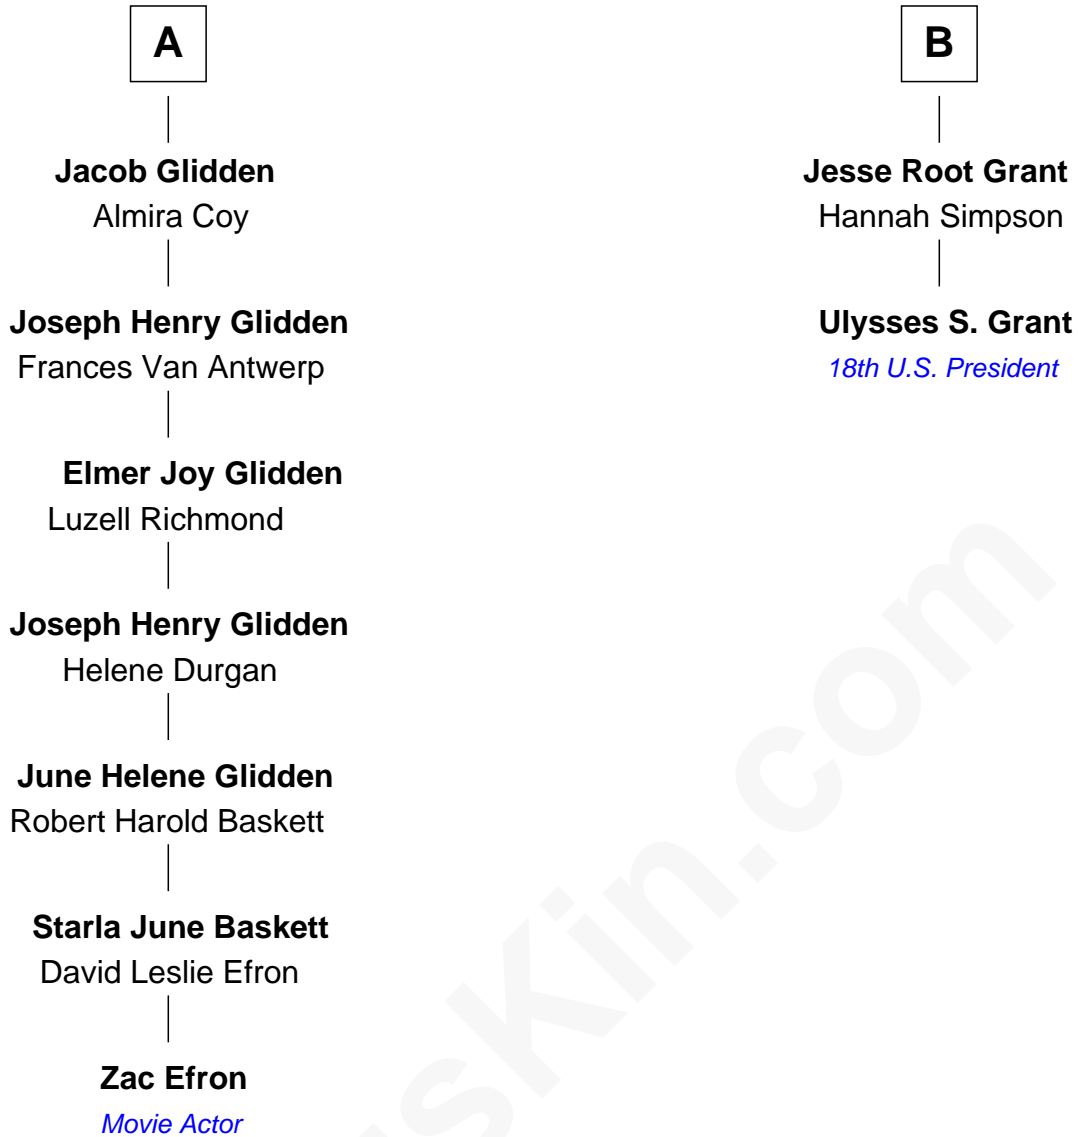 A
Jacob Glidden
Almira Coy
Joseph Henry Glidden
Frances Van Antwerp
Elmer Joy Glidden
Luzell Richmond
Joseph Henry Glidden
Helene Durgan
June Helene Glidden
Robert Harold Baskett
Starla June Baskett
David Leslie Efron
Zac Efron
Movie Actor
B
Jesse Root Grant
Hannah Simpson
Ulysses S. Grant
18th U.S. President
sKin.com